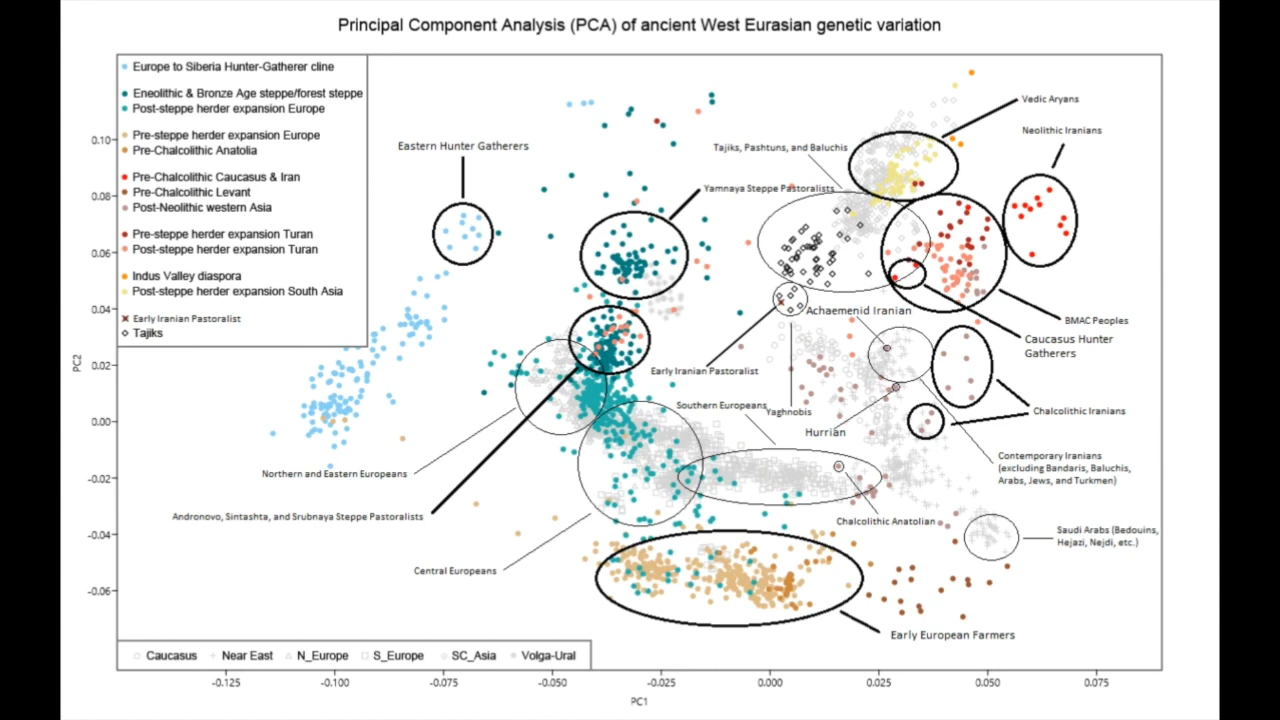 Principal Component Analysis (PCA) of ancient West Eurasian genetic variation
Europe to Siberia Hunter-Gatherer cline
Eneolithic & Bronze Age steppe/forest steppe
Post-steppe herder expansion Europe
Pre-steppe herder expansion Europe
Pre-Chalcolithic Anatolia
Pre-Chalcolithic Caucasus & Iran
Pre-Chalcolithic Levant
Post-Neolithic western Asia
Pre-steppe herder expansion Turan
Post-steppe herder expansion Turan
Indus Valley diaspora
Post-steppe herder expansion South Asia
Early Iranian Pastoralist
Tajiks
Eastern Hunter Gatherers
Vedic Aryans
Neolithic Iranians
Tajiks, Pashtuns, and Baluchis
Yamnaya Steppe Pastoralists
Achaemenid Iranian
BMAC Peoples
Caucasus Hunter
Gatherers
Early Iranian Pastoralist
Southern Europeans
Yaghnobis
Hurrian
Chalcolithic Iranians
Contemporary Iranians
(excluding Bandaris, Baluchis,
Arabs, Jews, and Turkmen)
Northern and Eastern Europeans
Andronovo, Sintashta, and Srubnaya Steppe Pastoralists
Chalcolithic Anatolian
Saudi Arabs (Bedouins,
Hejazi, Nejdi, etc.)
Central Europeans
Early European Farmers
0.10
0.08
0.06
0.04
0.02
0.00
-0.02
-0.04
-0.06
PC2
Caucasus Near East N_Europe S_Europe SC_Asia Volga-Ural
-0.125 -0.100 -0.075 -0.050 -0.025 0.000 0.025 0.050 0.075
PC1